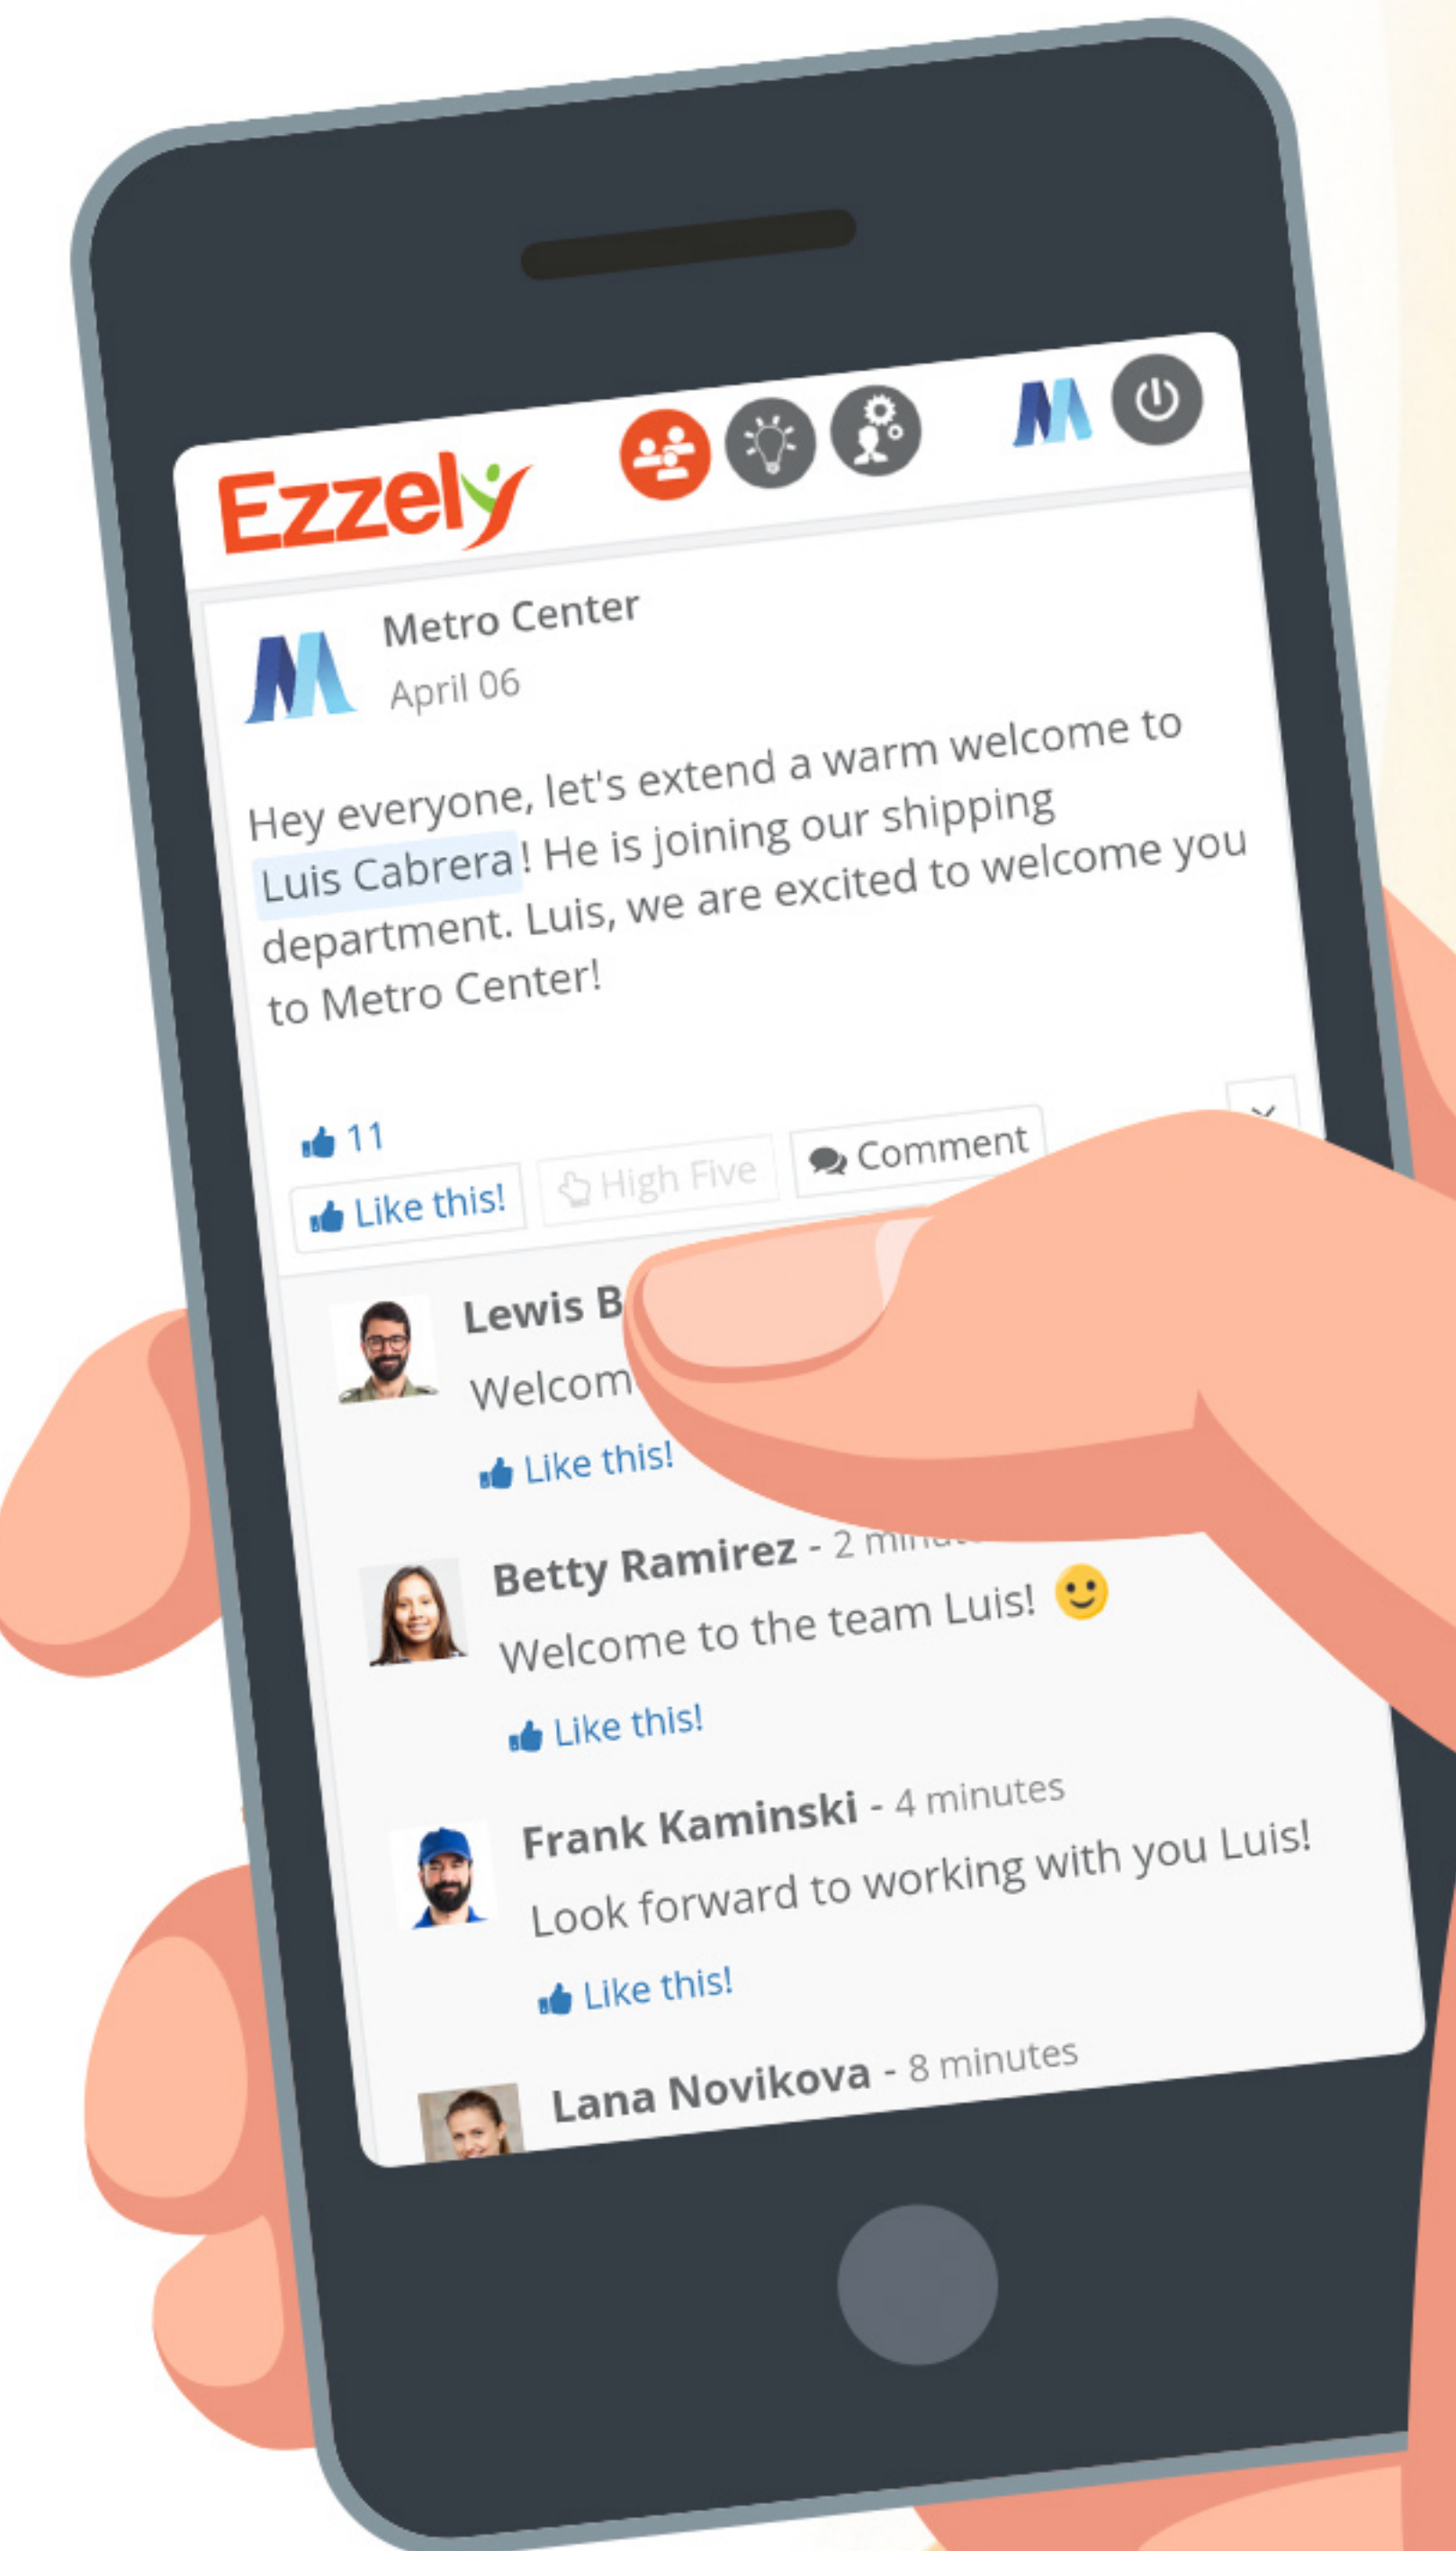 Ezzely
Metro Center
April 06
Hey everyone, let's extend a warm welcome to
Luis Cabrera! He is joining our shipping
department. Luis, we are excited to welcome you
to Metro Center!
11
Like this! High Five Comment
Lewis
Like this!
Betty Ramirez - 2
Welcome to the team Luis! 🙂
Like this!
Frank Kaminski - 4 minutes
Look forward to working with you Luis!
Like this!
Lana Novikova - 8 minutes